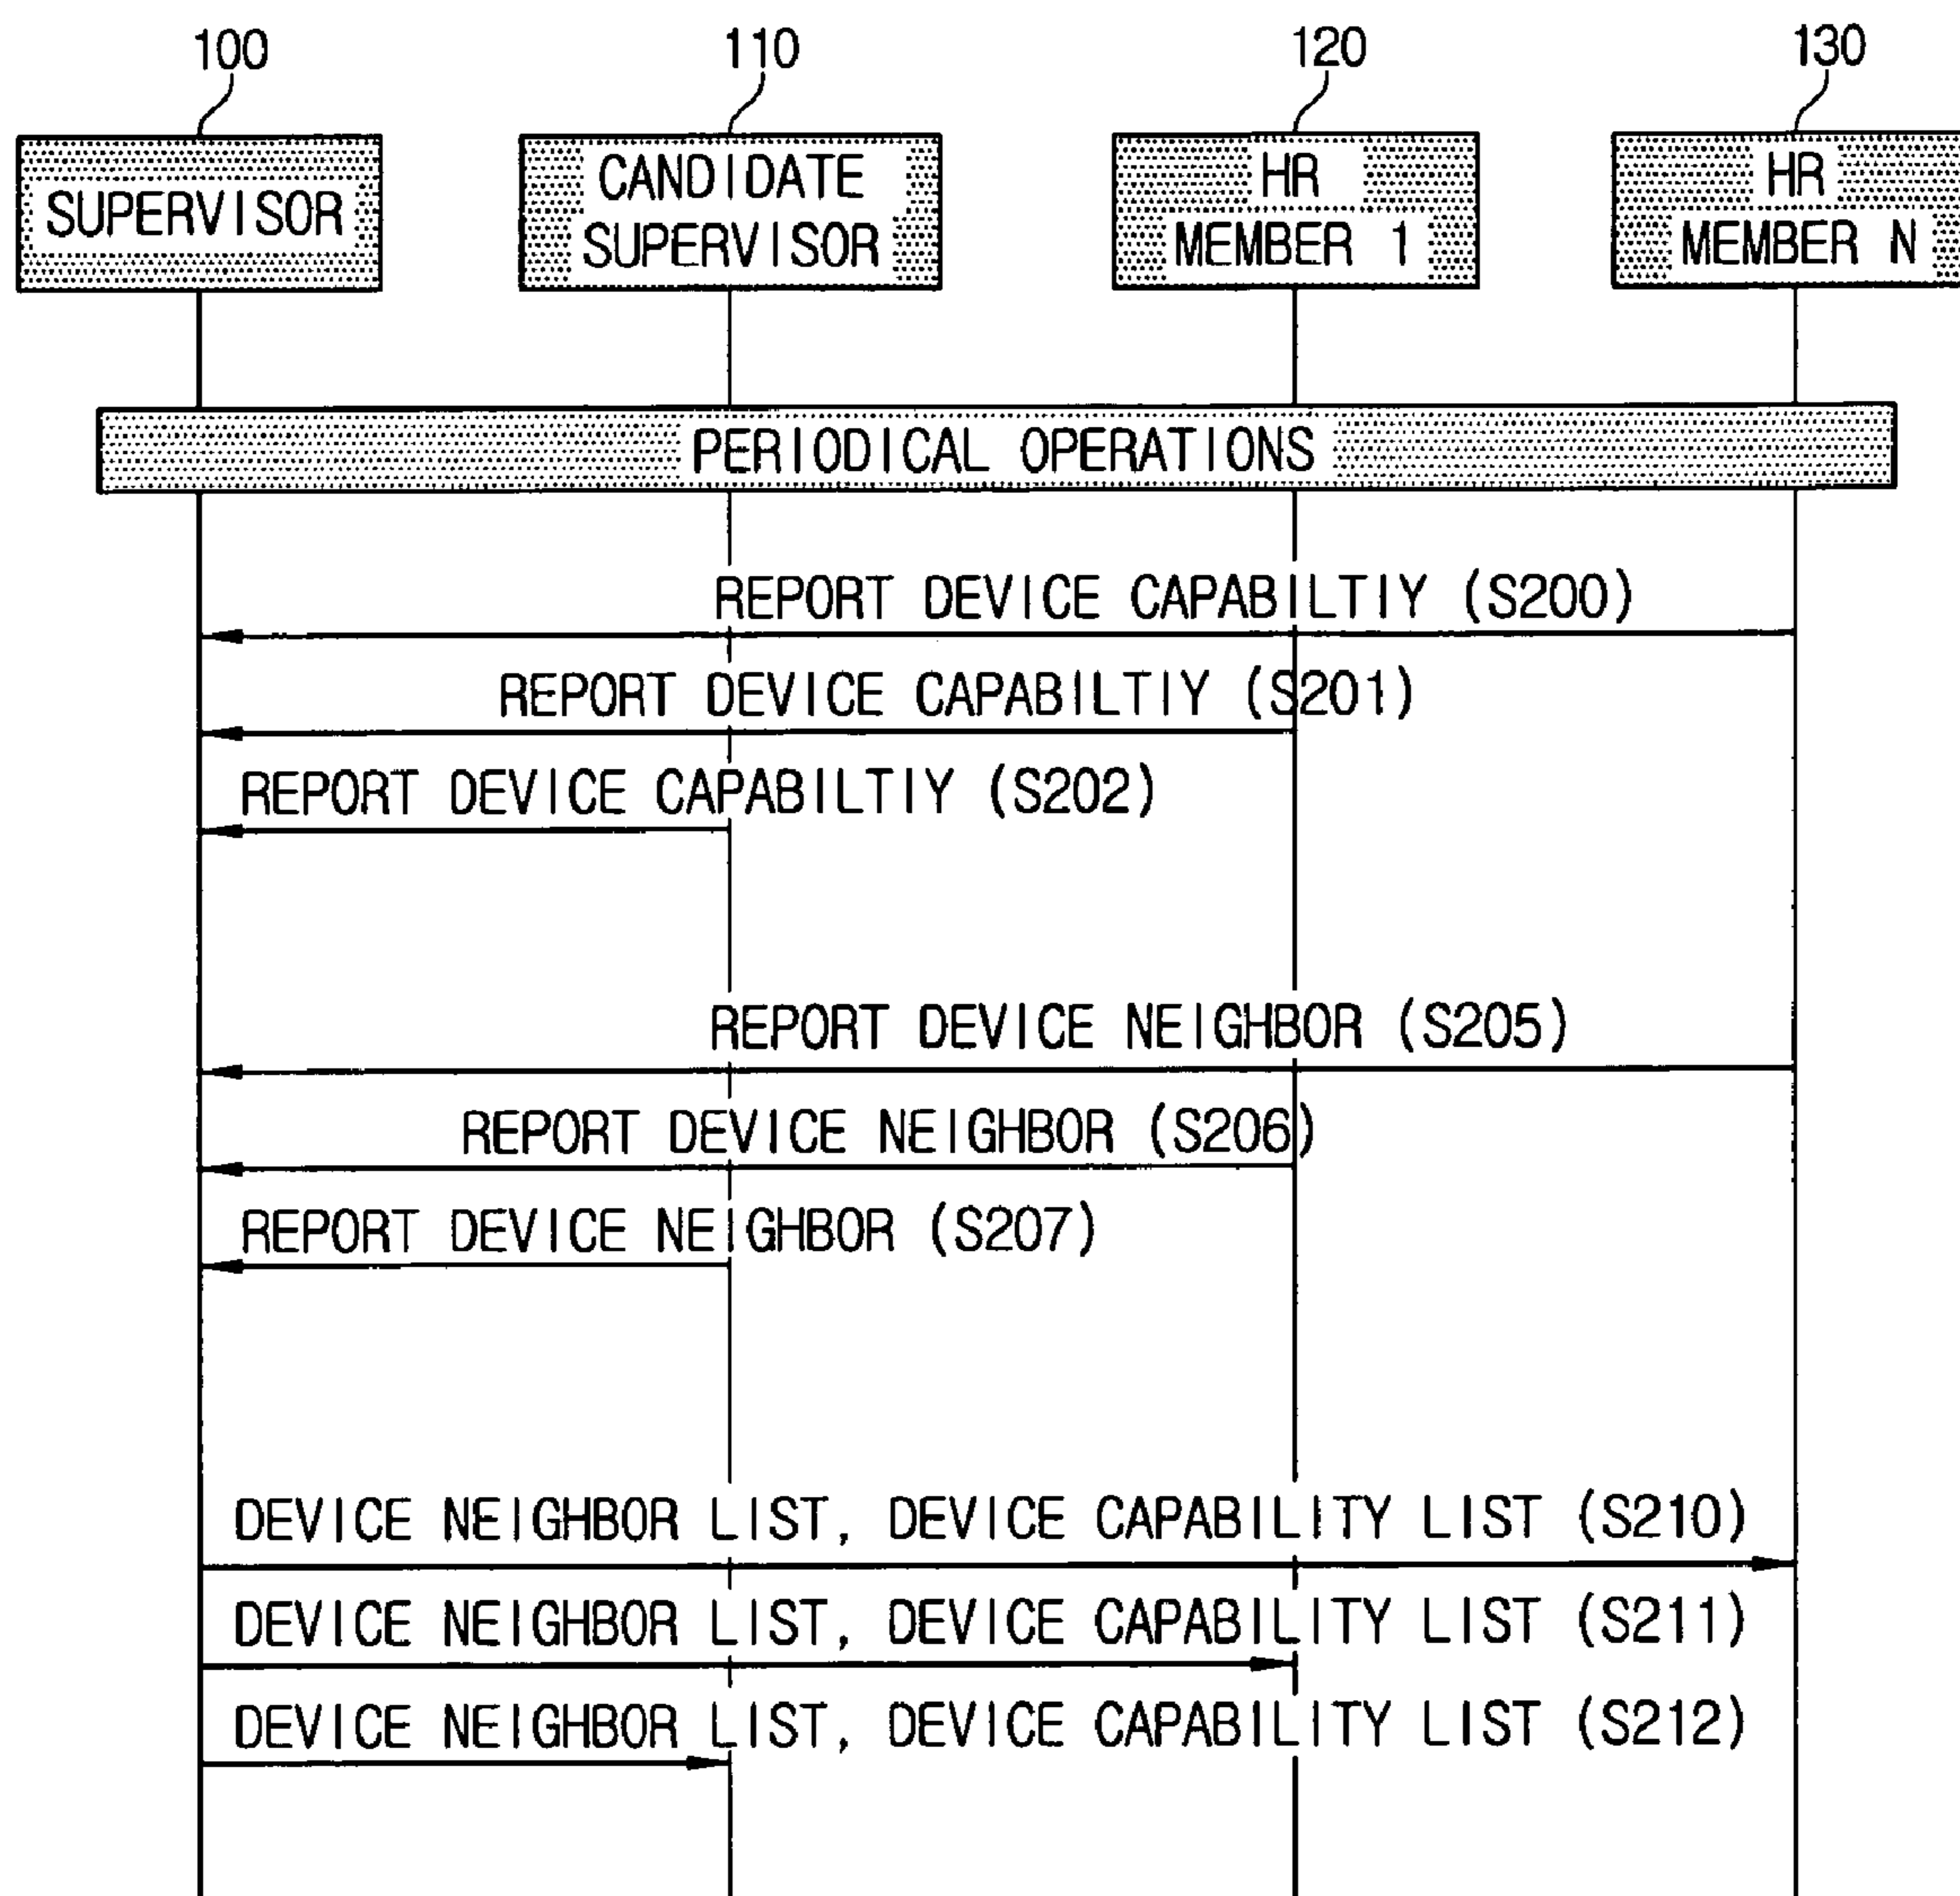 100
110
120
130
SUPERVISOR
CANDIDATE
SUPERVISOR
HR
MEMBER 1
HR
MEMBER N
PERIODICAL OPERATIONS
REPORT DEVICE CAPABILTIY (S200)
REPORT DEVICE CAPABILTIY (S201)
REPORT DEVICE CAPABILTIY (S202)
REPORT DEVICE NEIGHBOR (S205)
REPORT DEVICE NEIGHBOR (S206)
REPORT DEVICE NEIGHBOR (S207)
DEVICE NEIGHBOR LIST, DEVICE CAPABILITY LIST (S210)
DEVICE NEIGHBOR LIST, DEVICE CAPABILITY LIST (S211)
DEVICE NEIGHBOR LIST, DEVICE CAPABILITY LIST (S212)